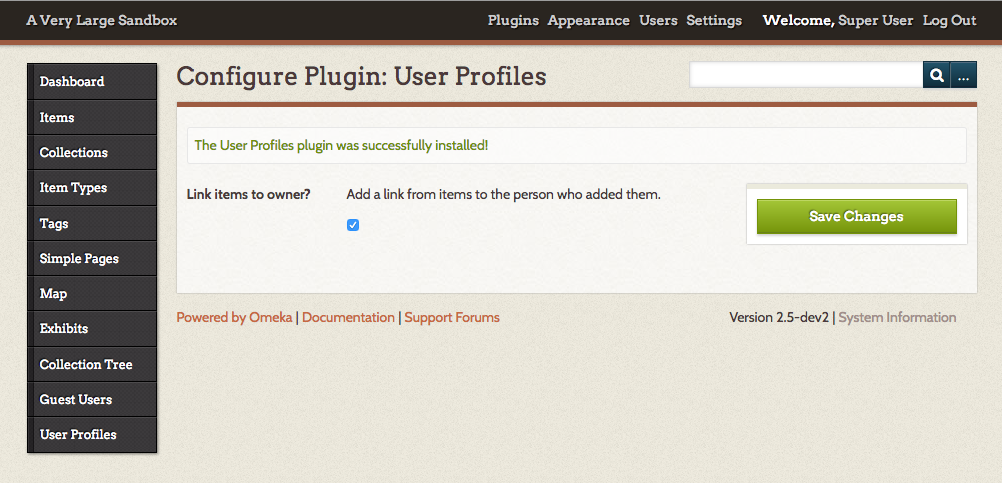 A Very Large Sandbox Plugins Appearance Users Settings Welcome, Super User Log Out
Configure Plugin: User Profiles
...
Dashboard
Items
Collections
Item Types
Tags
Simple Pages
Map
Exhibits
Collection Tree
Guest Users
User Profiles
The User Profiles plugin was successfully installed!
Link items to owner? Add a link from items to the person who added them.
Save Changes
Powered by Omeka | Documentation | Support Forums Version 2.5-dev2 | System Information